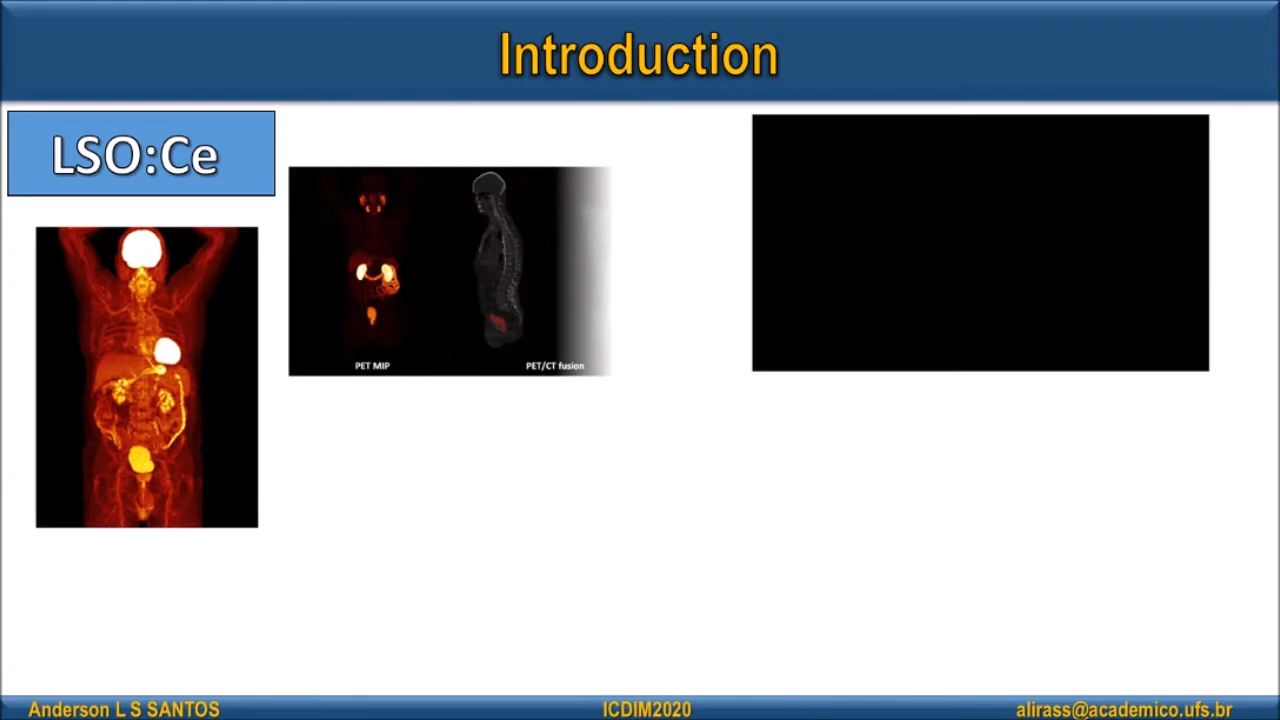 Introduction
LSO:Ce
PET MIP
PET/CT fusion
Anderson L S SANTOS
ICDIM2020
alirass@academico.ufs.br